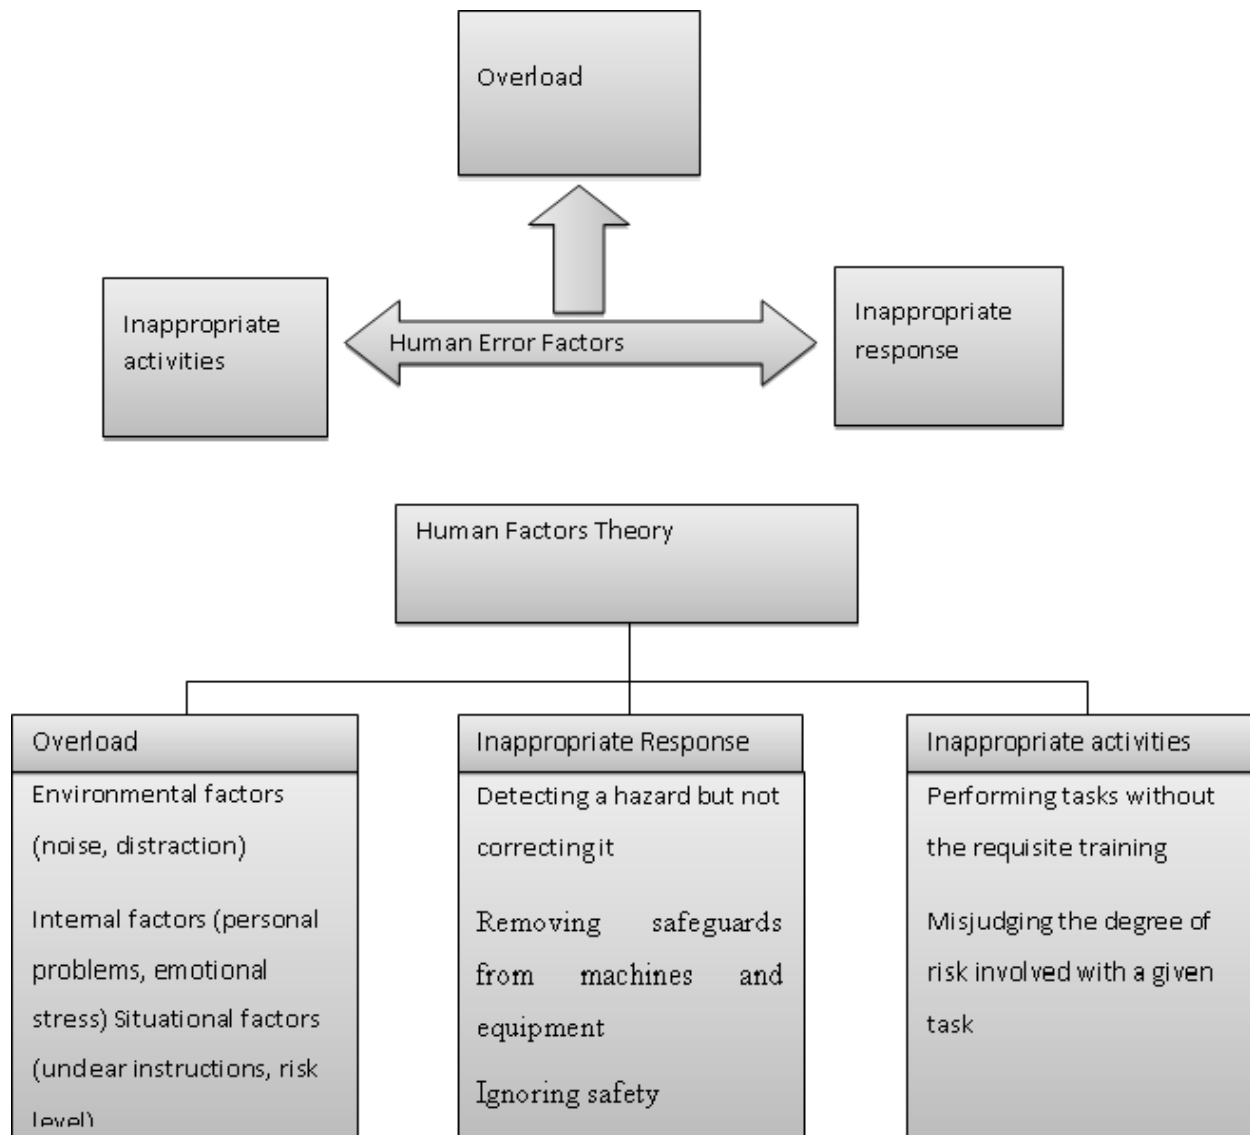 Overload
Inappropriate
activities
Human Error Factors
Inappropriate
response
Human Factors Theory
Overload
Environmental factors
(noise, distraction)
Internal factors (personal
problems, emotional
stress) Situational factors
(undear instructions, risk
level)
Inappropriate Response
Detecting a hazard but not
correcting it
Removing safeguards
from machines and
equipment
Ignoring safety
Inappropriate activities
Performing tasks without
the requisite training
Misjudging the degree of
risk involved with a given
task